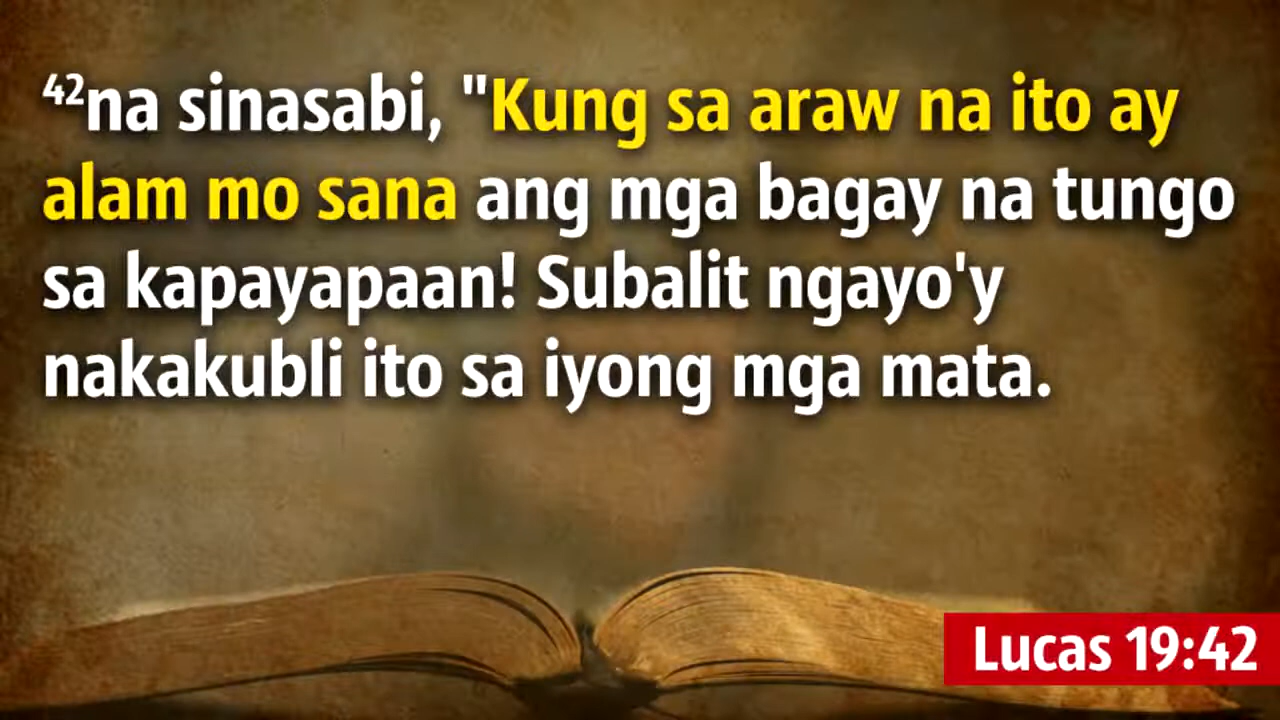 ⁴²na sinasabi, "Kung sa araw na ito ay
alam mo sana ang mga bagay na tungo
sa kapayapaan! Subalit ngayo'y
nakakubli ito sa iyong mga mata.
Lucas 19:42